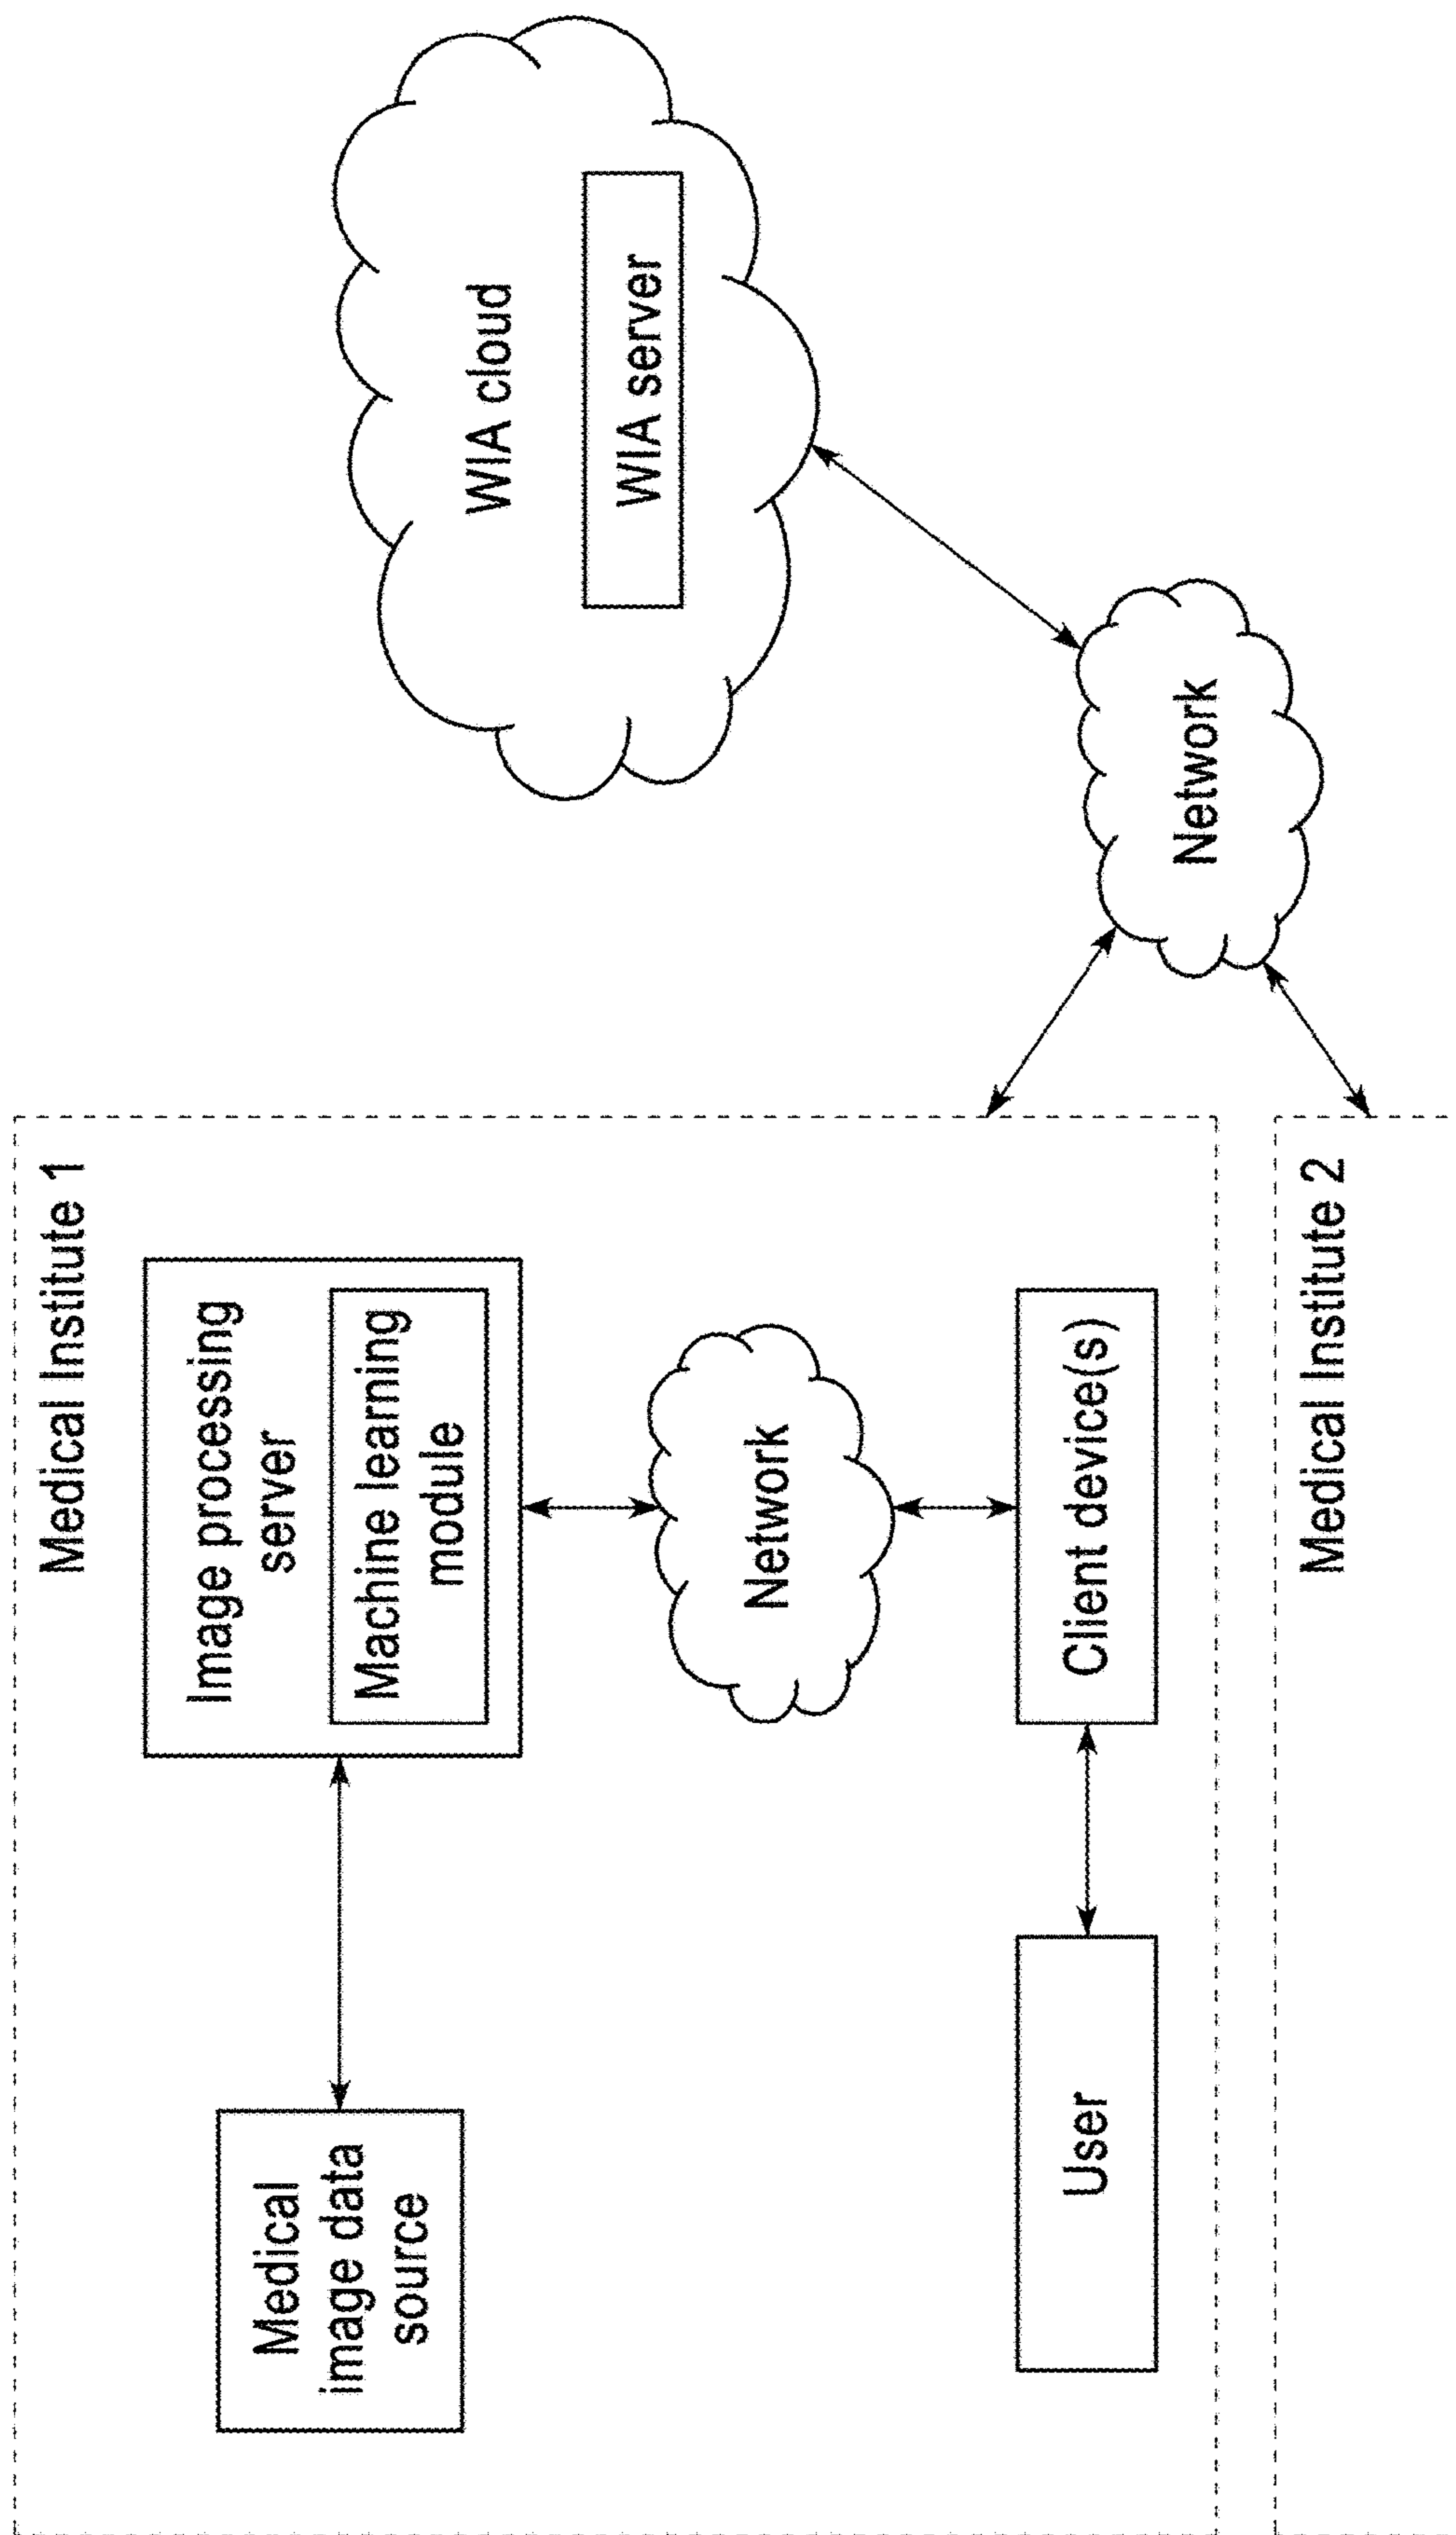 Medical Institute 1
Medical
image data
source
Image processing
server
Machine learning
module
Network
User
Client device(s)
Medical Institute 2
WIA cloud
WIA server
Network